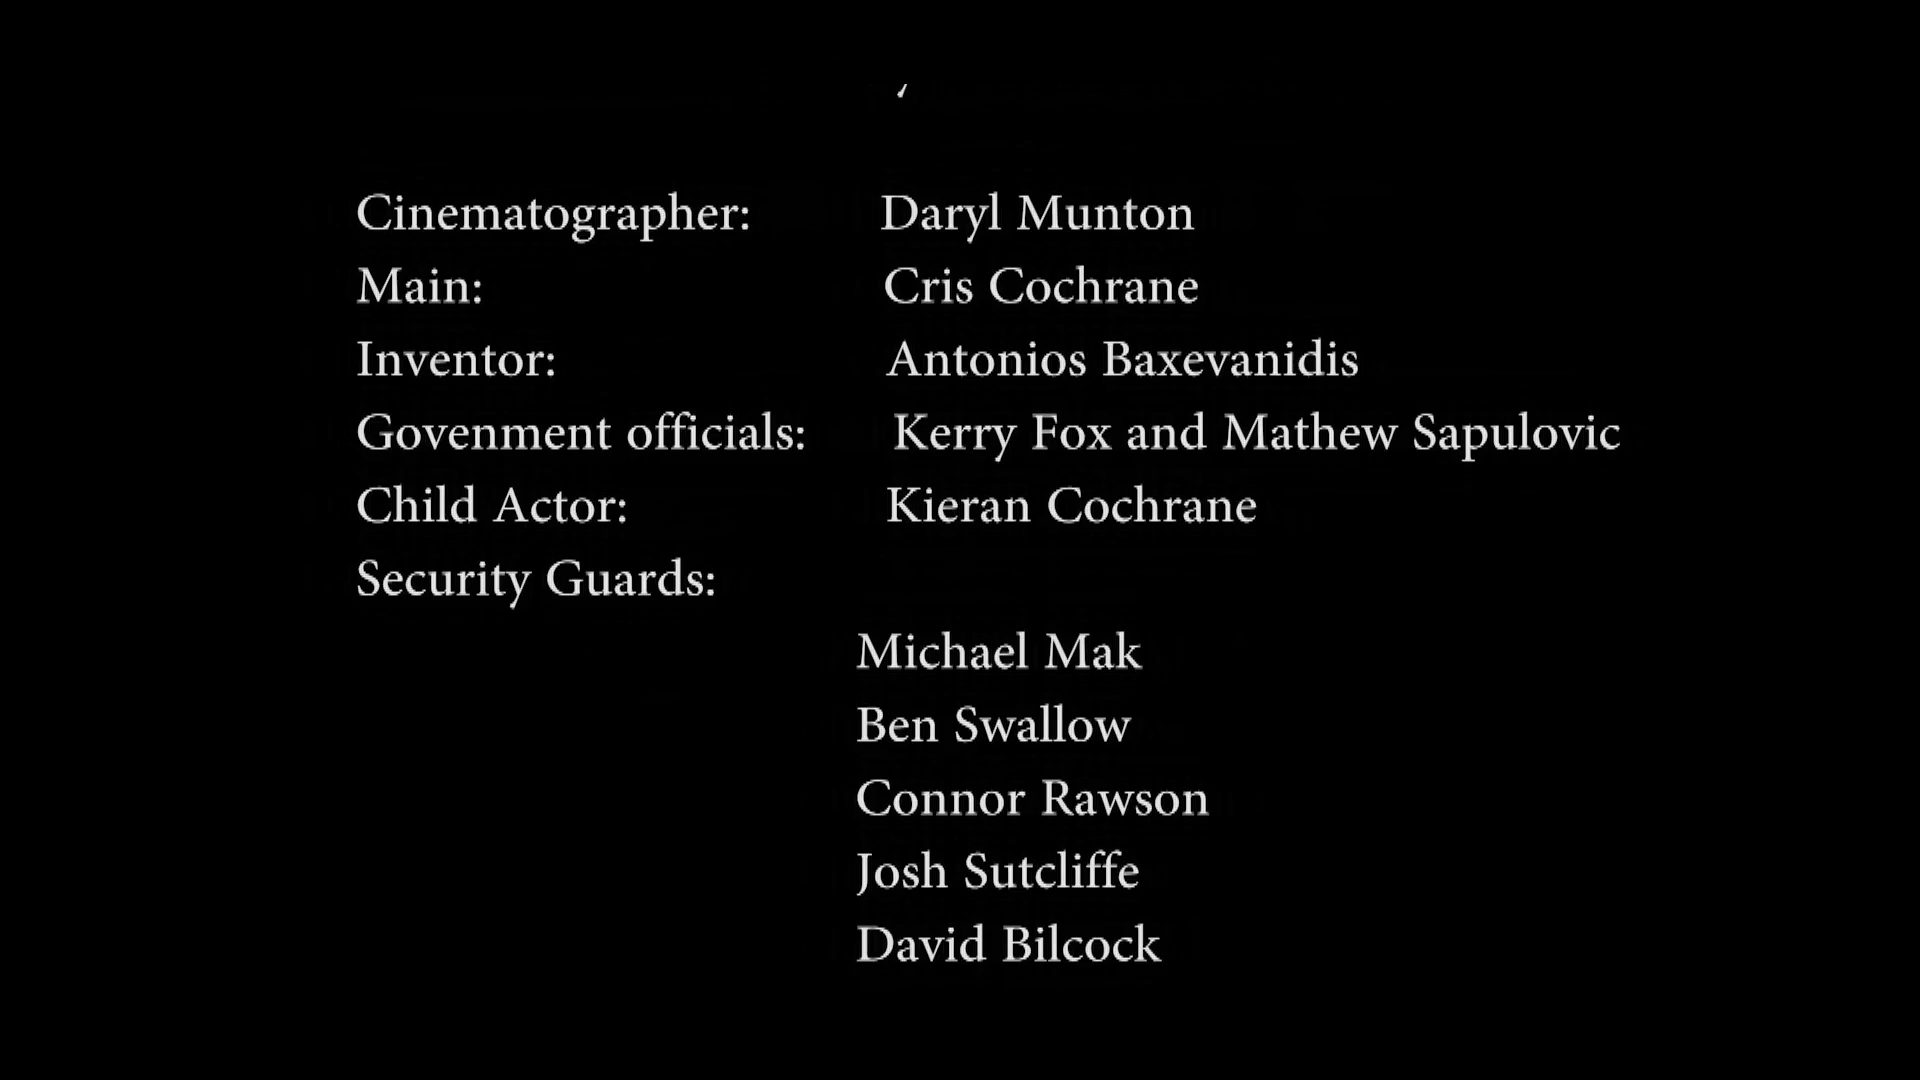 Cinematographer: Daryl Munton
Main: Cris Cochrane
Inventor: Antonios Baxevanidis
Govenment officials: Kerry Fox and Mathew Sapulovic
Child Actor: Kieran Cochrane
Security Guards:
Michael Mak
Ben Swallow
Connor Rawson
Josh Sutcliffe
David Bilcock